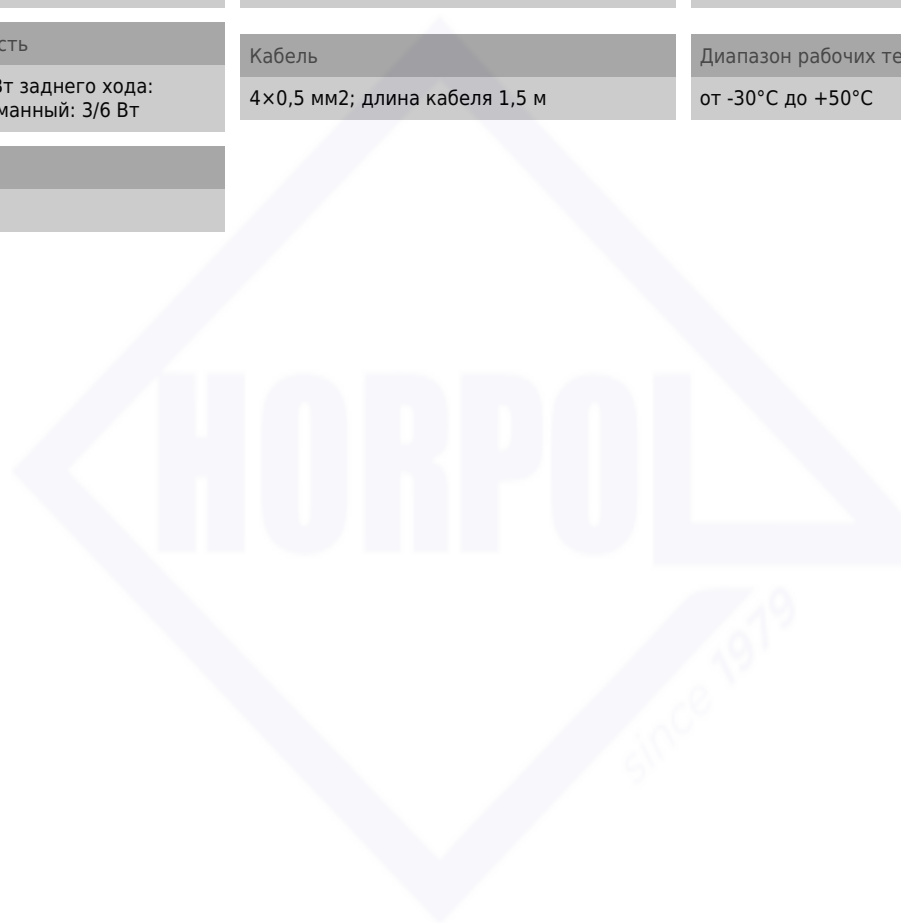 сть
Вт заднего хода:
манный: 3/6 Вт
Кабель
4×0,5 мм2; длина кабеля 1,5 м
Диапазон рабочих те
от -30°C до +50°C
HORPOL
since 1979